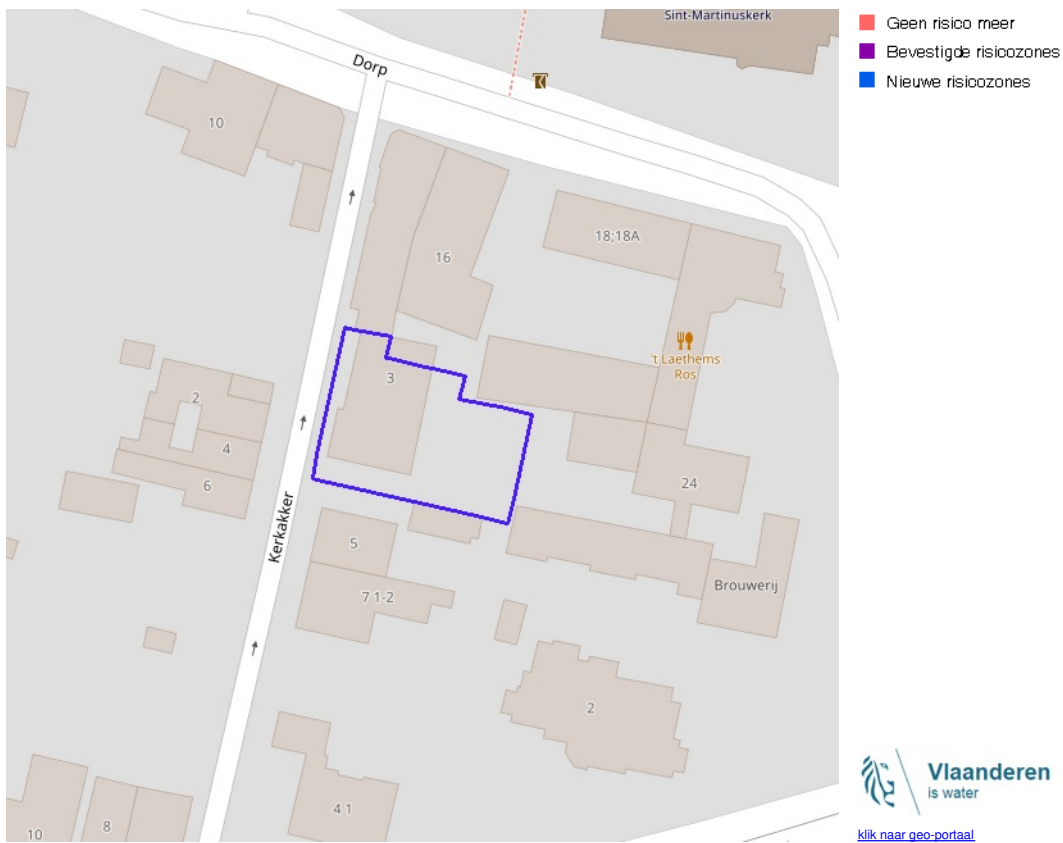 Sint-Martinuskerk
Dorp
10
16
18;18A
't Laethems
Ros
3
2
4
6
24
Kerkakker
5
7 1-2
Brouwerij
2
4 1
10
8
Geen risico meer
Bevestigde risicozones
Nieuwe risicozones
Vlaanderen
is water
klik naar geo-portaal